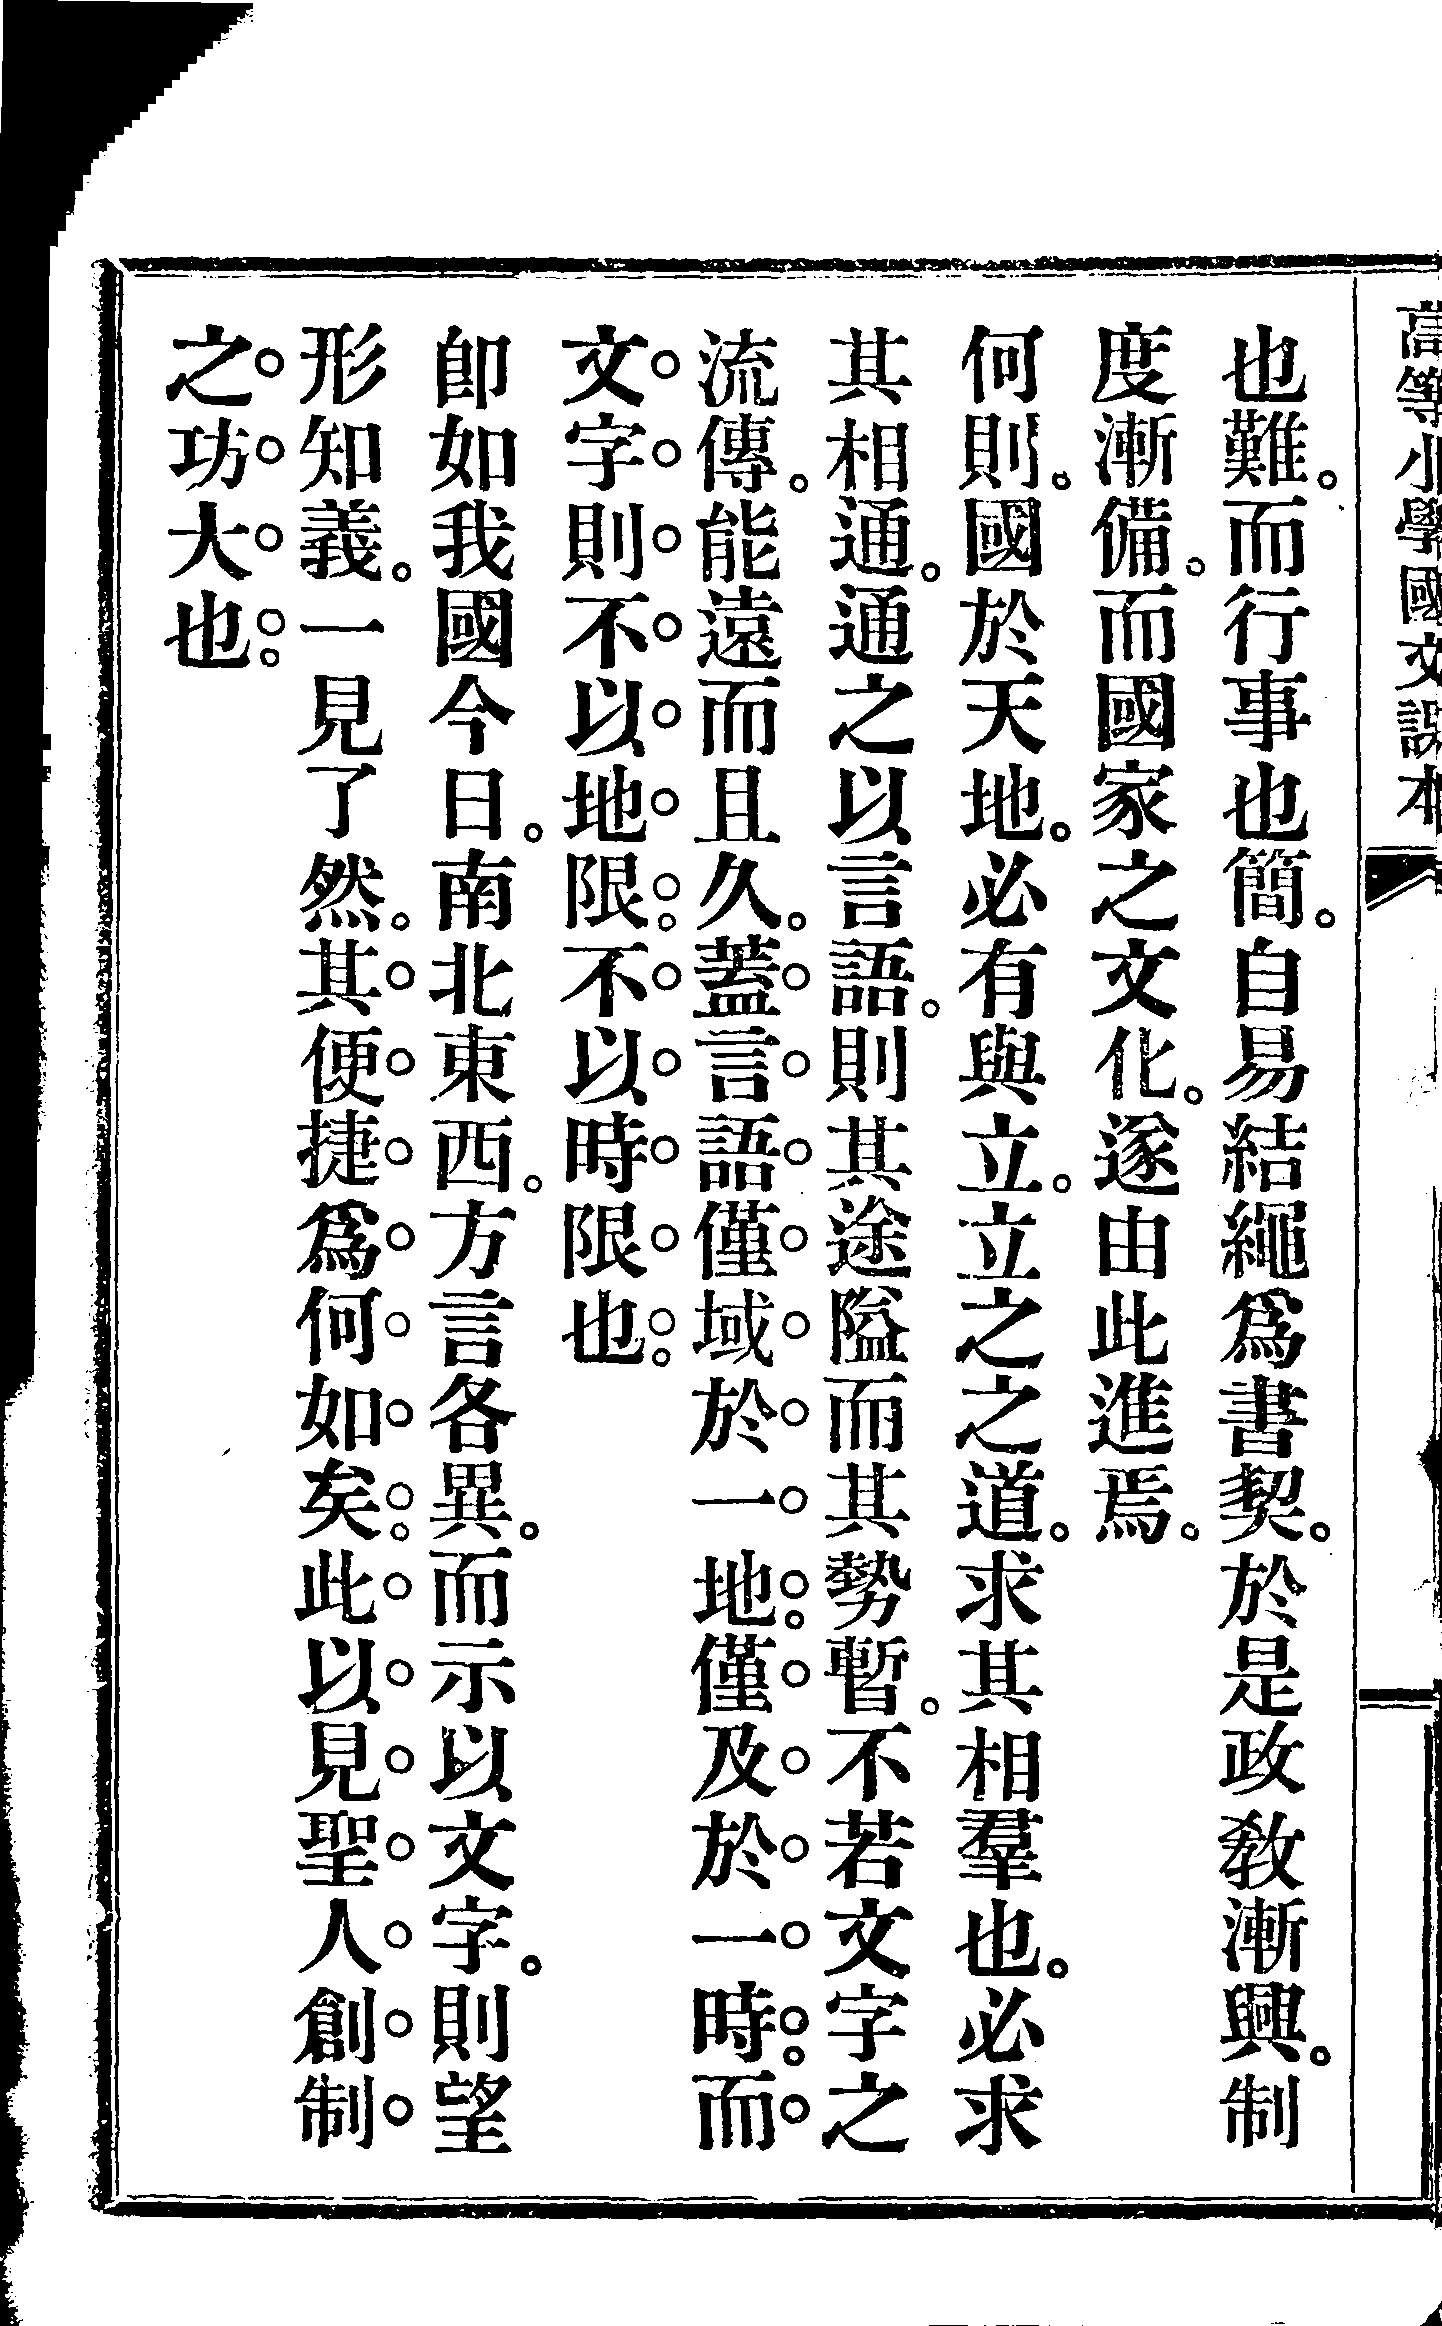 高等小學國文讀本
也難。而行事也簡。自易結繩爲書契。於是政教漸興。制
度漸備。而國家之文化。遂由此進焉。
何則。國於天地。必有與立。立之之道。求其相羣也。必求
其相通。通之以言語。則其途隘而其勢暫。不若文字之
流傳。能遠而且久。蓋言語僅域於一地。僅及於一時。而
文字則不以地限。不以時限也。
卽如我國今日。南北東西。方言各異。而示以文字。則望
形知義。一見了然。其便捷爲何如矣。此以見聖人創制
之功大也。